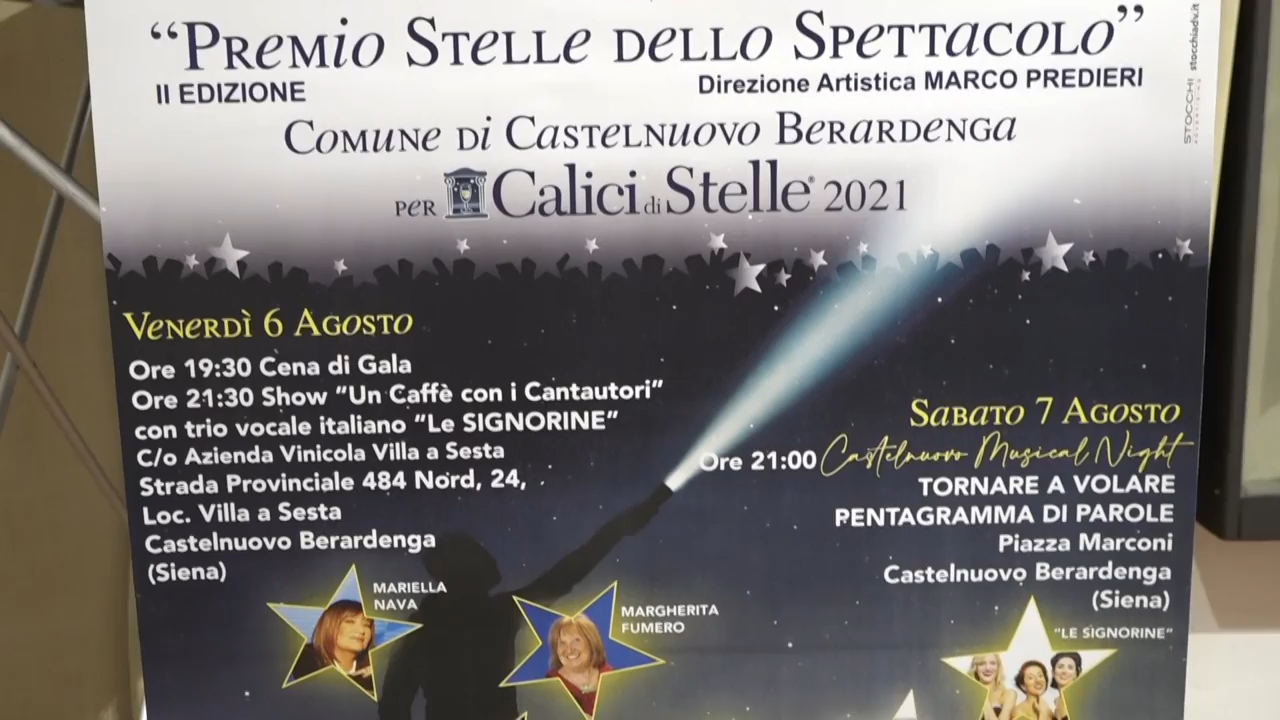 “Premio Stelle dello Spettacolo”
II EDIZIONE
Direzione Artistica MARCO PREDIERI
Comune di Castelnuovo Berardenga
per Calici di Stelle® 2021
Venerdì 6 Agosto
Ore 19:30 Cena di Gala
Ore 21:30 Show “Un Caffè con i Cantautori”
con trio vocale italiano “Le SIGNORINE”
C/o Azienda Vinicola Villa a Sesta
Strada Provinciale 484 Nord, 24,
Loc. Villa a Sesta
Castelnuovo Berardenga
(Siena)
Sabato 7 Agosto
Ore 21:00 Castelnuovo Musical Night
TORNARE A VOLARE
PENTAGRAMMA DI PAROLE
Piazza Marconi
Castelnuovo Berardenga
(Siena)
MARIELLA
NAVA
MARGHERITA
FUMERO
“LE SIGNORINE”
STOCCHI
stocchiadv.it